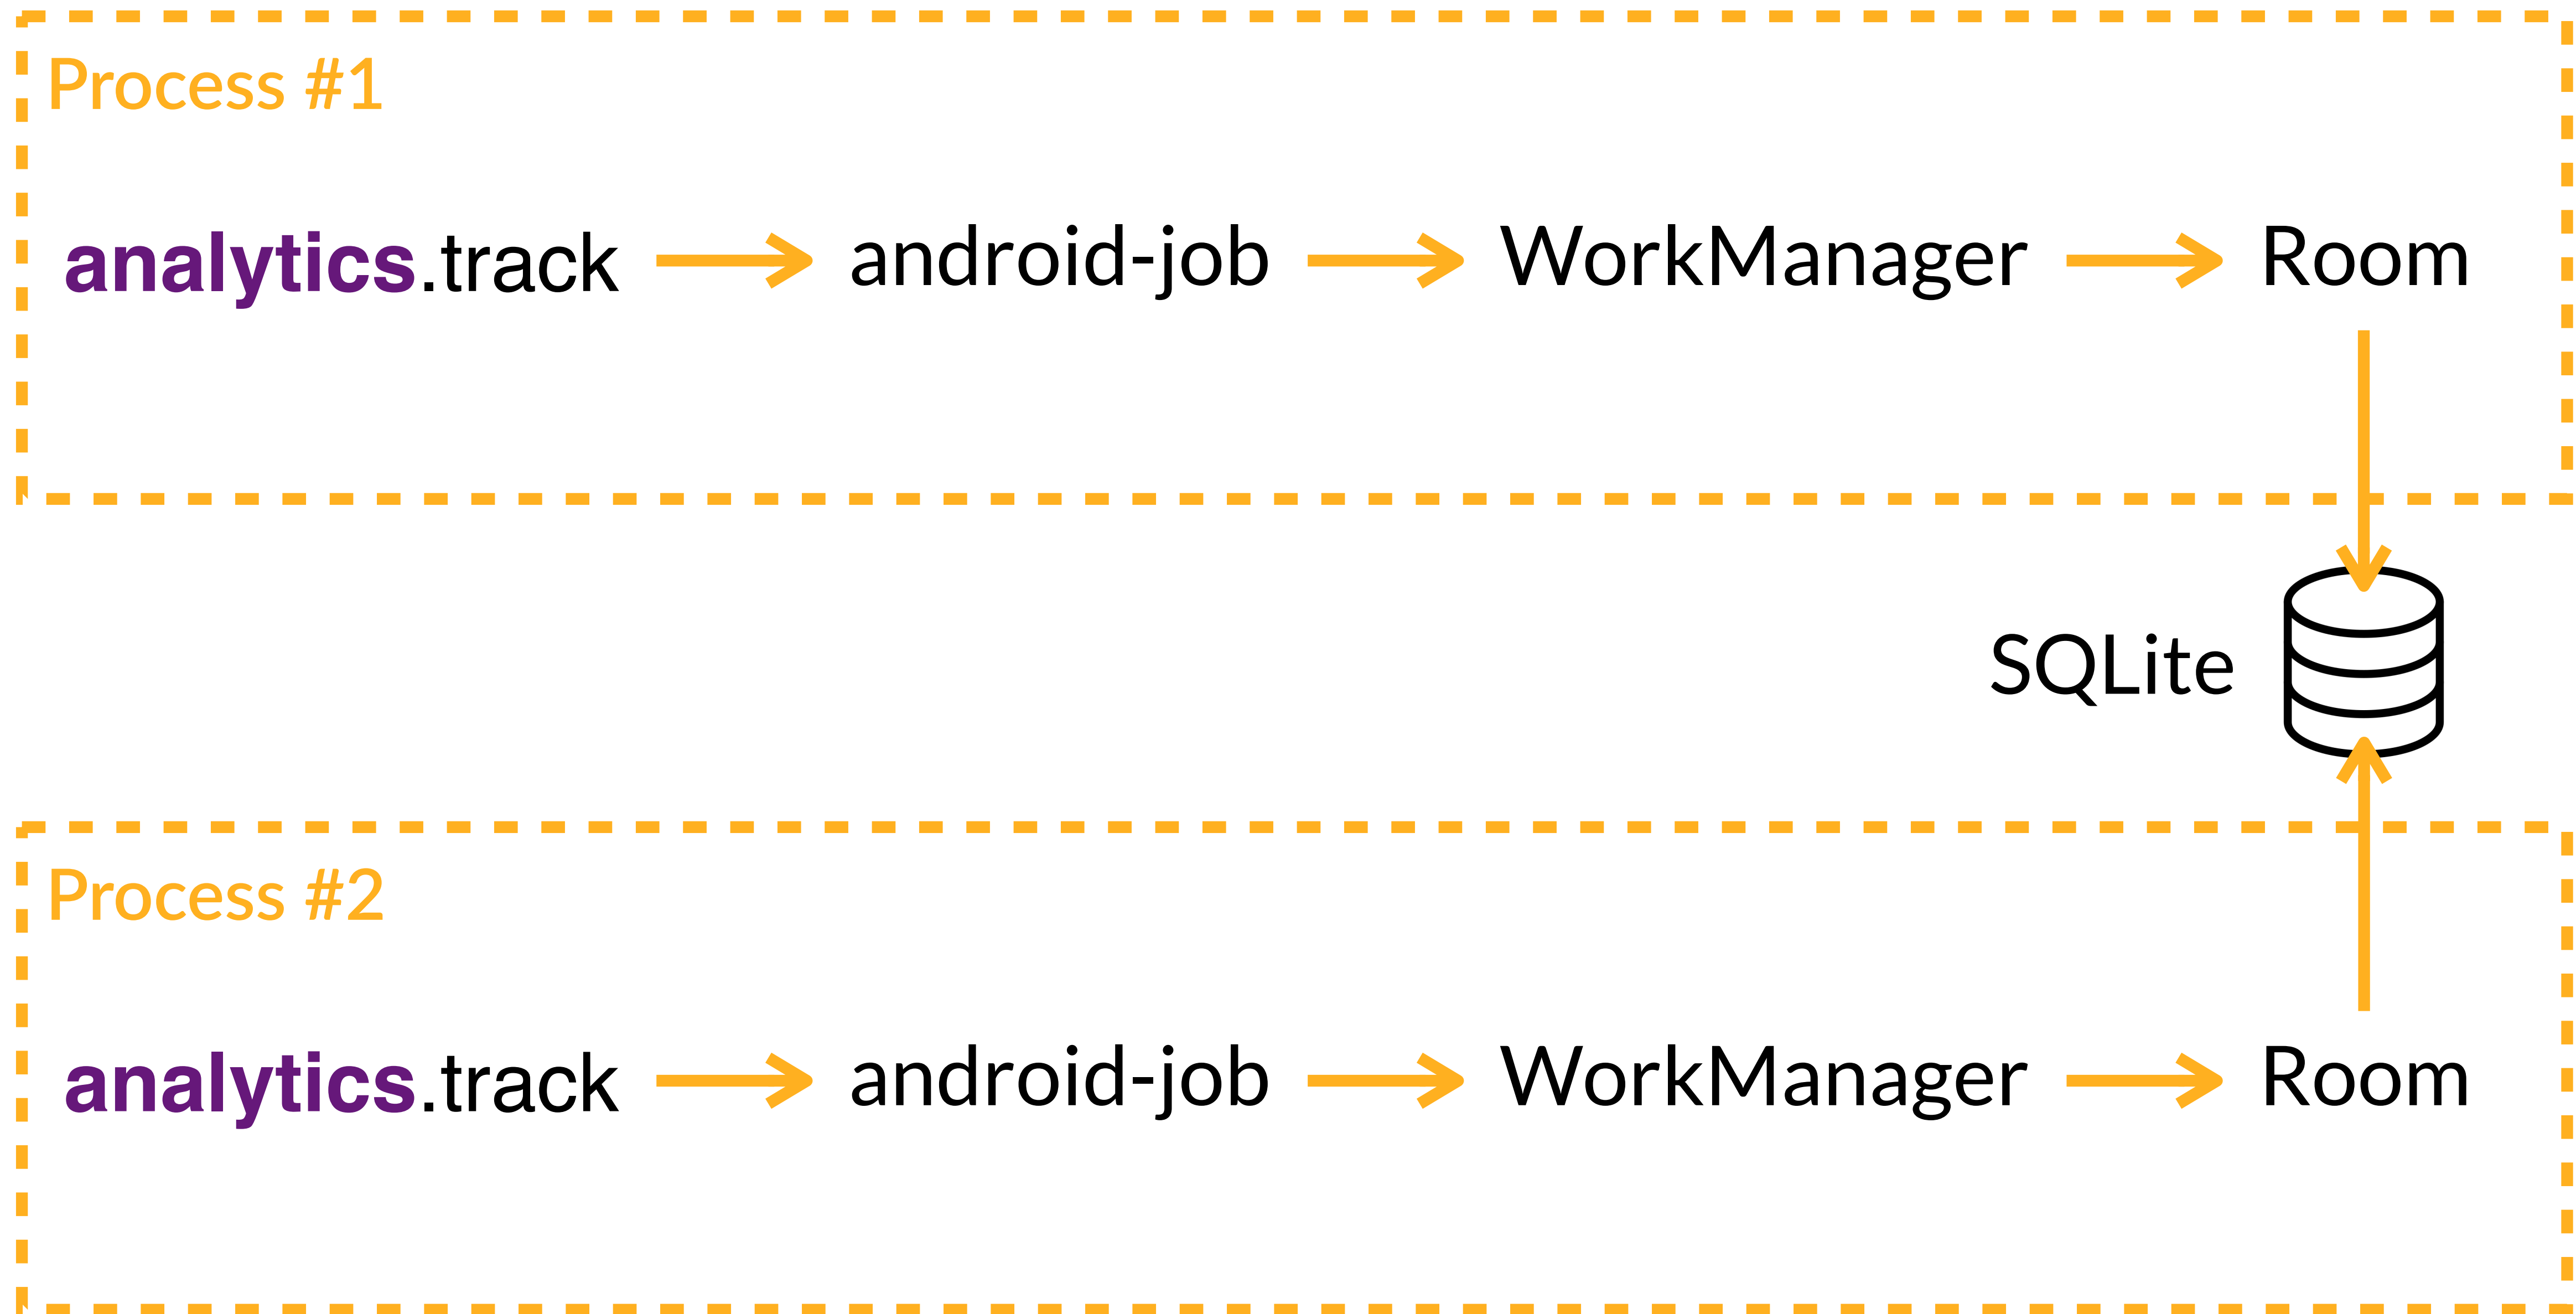 Process #1
analytics.track android-job WorkManager Room
SQLite
Process #2
analytics.track android-job WorkManager Room